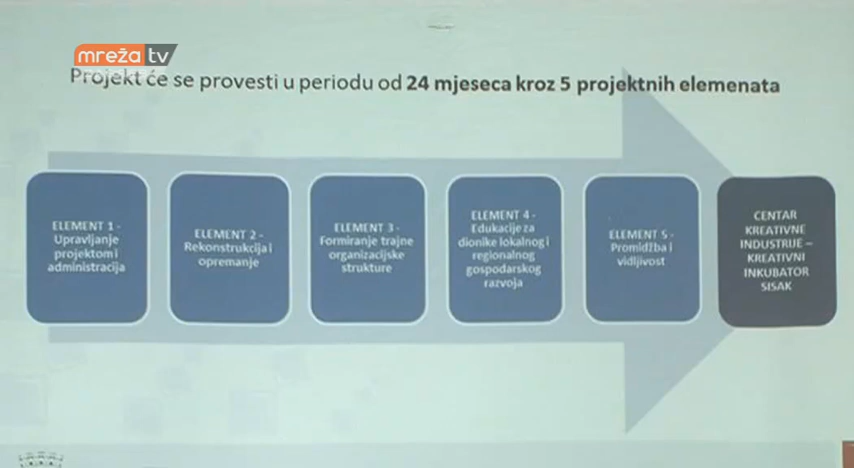 mreža tv
Projekt će se provesti u periodu od 24 mjeseca kroz 5 projektnih elemenata
ELEMENT 1 -
Upravljanje
projektom i
administracija
ELEMENT 2 -
Rekonstrukcija i
opremanje
ELEMENT 3 -
Formiranje trajne
organizacijske
strukture
ELEMENT 4 -
Edukacije za
dionike lokalnog i
regionalnog
gospodarskog
razvoja
ELEMENT 5 -
Promidžba i
vidljivost
CENTAR
KREATIVNE
INDUSTRIJE –
KREATIVNI
INKUBATOR
SISAK